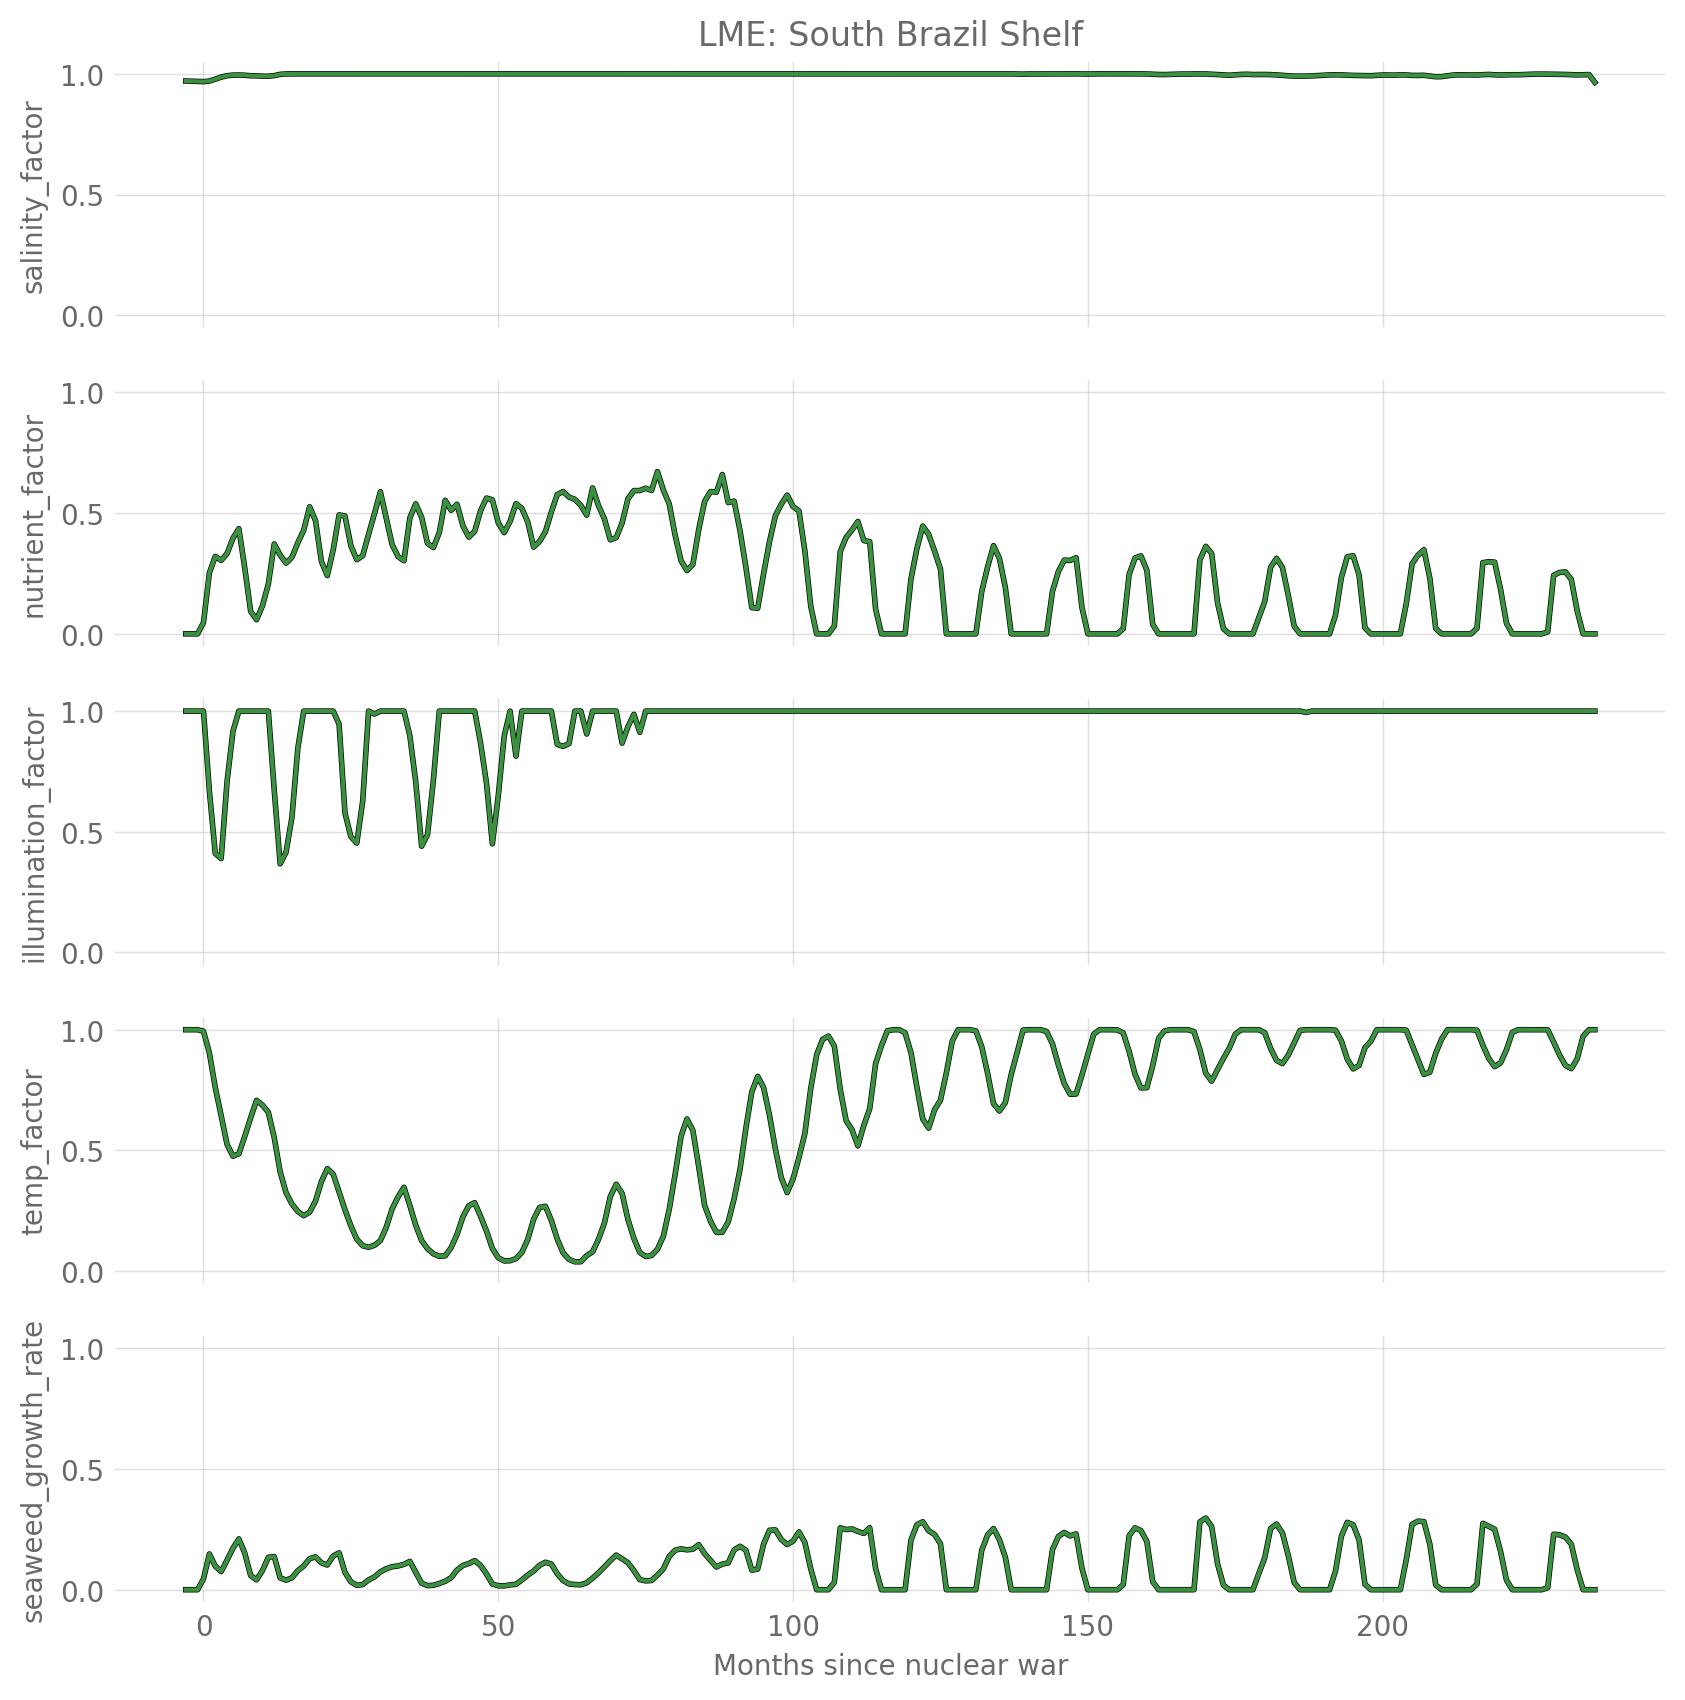 LME: South Brazil Shelf
salinity_factor
1.0
0.5
0.0
nutrient_factor
1.0
0.5
0.0
illumination_factor
1.0
0.5
0.0
temp_factor
1.0
0.5
0.0
seaweed_growth_rate
1.0
0.5
0.0
0 50 100 150 200
Months since nuclear war